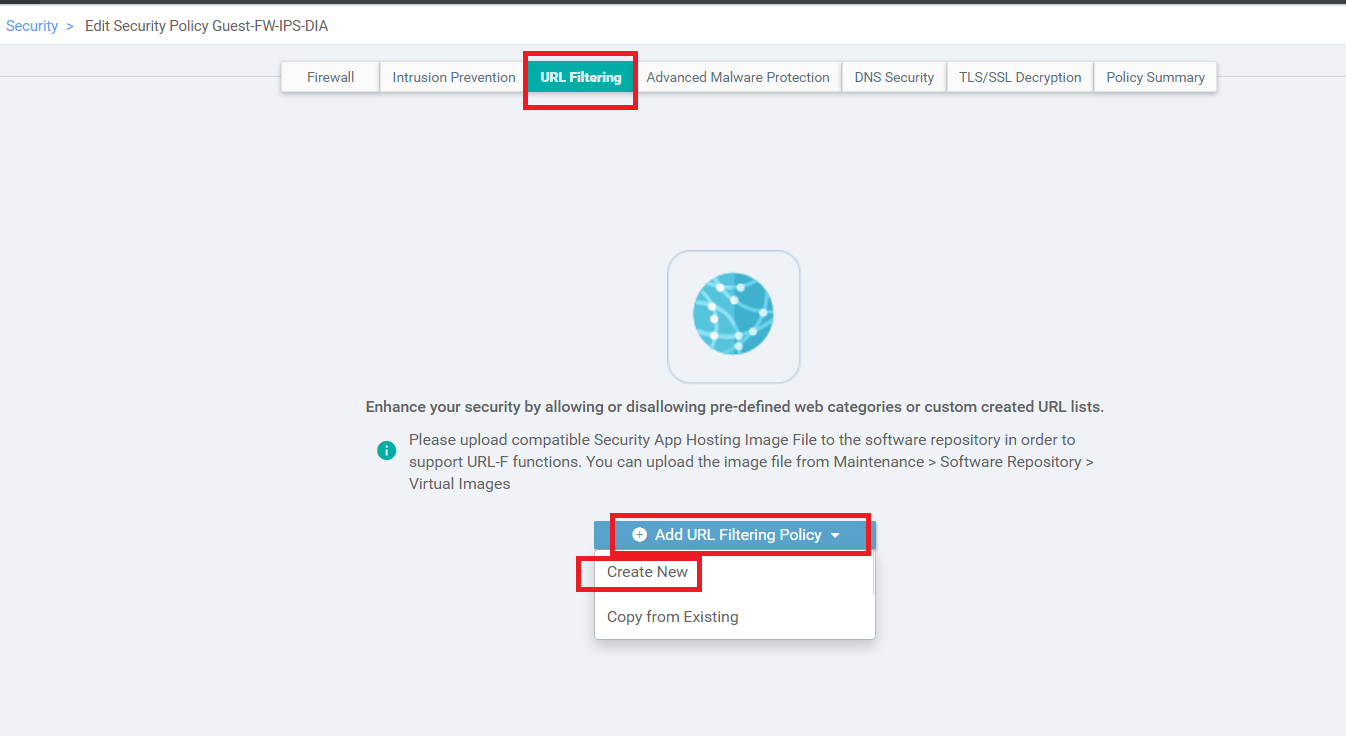 Security > Edit Security Policy Guest-FW-IPS-DIA
Firewall Intrusion Prevention URL Filtering Advanced Malware Protection DNS Security TLS/SSL Decryption Policy Summary
Enhance your security by allowing or disallowing pre-defined web categories or custom created URL lists.
Please upload compatible Security App Hosting Image File to the software repository in order to
support URL-F functions. You can upload the image file from Maintenance > Software Repository >
Virtual Images
Add URL Filtering Policy
Create New
Copy from Existing